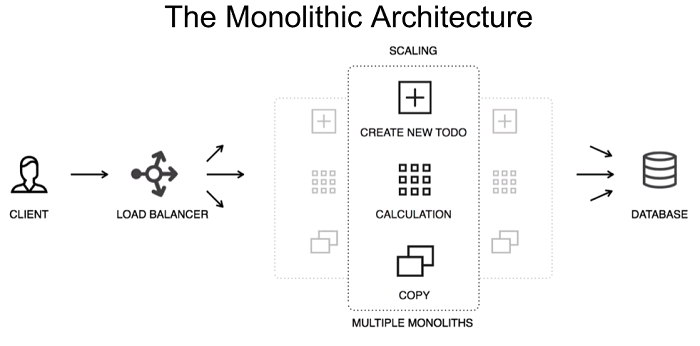 The Monolithic Architecture
SCALING
CREATE NEW TODO
CALCULATION
COPY
CLIENT
LOAD BALANCER
DATABASE
MULTIPLE MONOLITHS